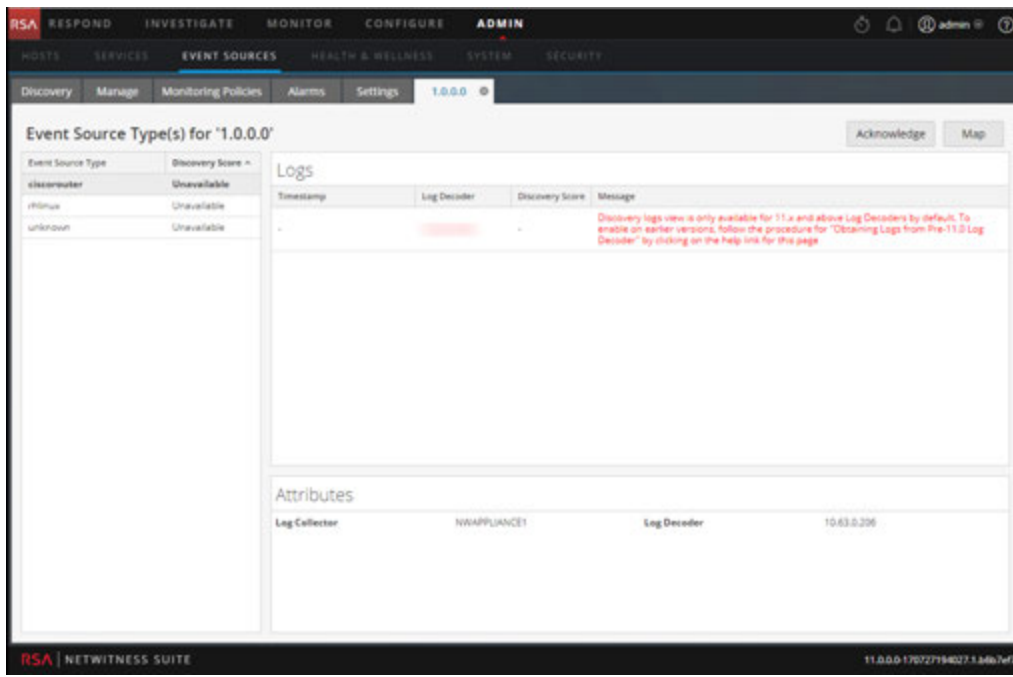 RSA RESPOND INVESTIGATE MONITOR CONFIGURE ADMIN admin
HOSTS SERVICES EVENT SOURCES HEALTH & WELLNESS SYSTEM SECURITY
Discovery Manage Monitoring Policies Alarms Settings 1.0.0.0
Event Source Type(s) for '1.0.0.0'
Acknowledge Map
Event Source Type Discovery Score
ciscorouter Unavailable
rhlinux Unavailable
unknown Unavailable
Logs
Timestamp Log Decoder Discovery Score Message
- - Discovery logs view is only available for 11.x and above Log Decoders by default. To
enable on earlier versions, follow the procedure for "Obtaining Logs from Pre-11.0 Log
Decoder" by clicking on the help link for this page
Attributes
Log Collector NWAPPLIANCE1 Log Decoder 10.63.0.206
RSA NETWITNESS SUITE